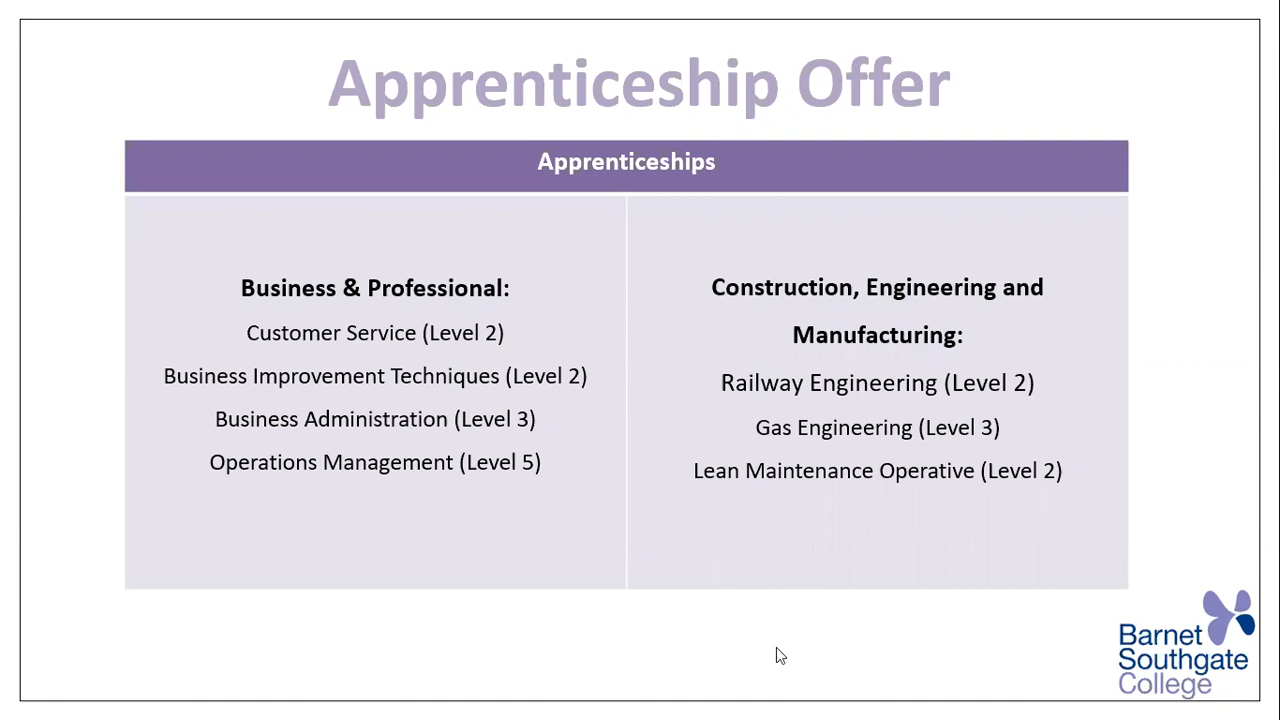 Apprenticeship Offer
Apprenticeships
Business & Professional:
Customer Service (Level 2)
Business Improvement Techniques (Level 2)
Business Administration (Level 3)
Operations Management (Level 5)
Construction, Engineering and
Manufacturing:
Railway Engineering (Level 2)
Gas Engineering (Level 3)
Lean Maintenance Operative (Level 2)
Barnet
Southgate
College